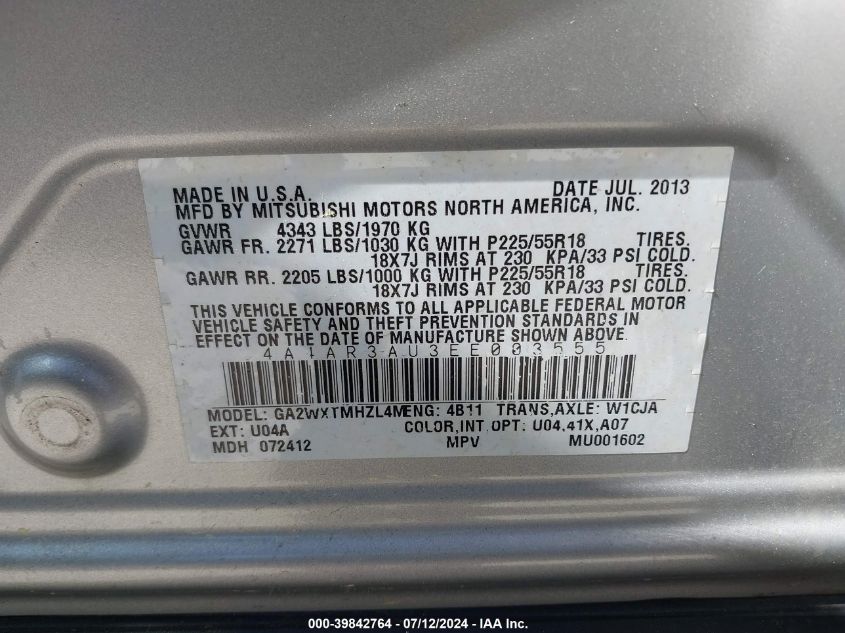 MADE IN U.S.A. DATE JUL. 2013
MFD BY MITSUBISHI MOTORS NORTH AMERICA, INC.
GVWR 4343 LBS/1970 KG
GAWR FR. 2271 LBS/1030 KG WITH P225/55R18 TIRES.
18X7J RIMS AT 230 KPA/33 PSI COLD.
GAWR RR. 2205 LBS/1000 KG WITH P225/55R18 TIRES.
18X7J RIMS AT 230 KPA/33 PSI COLD.
THIS VEHICLE CONFORMS TO ALL APPLICABLE FEDERAL MOTOR
VEHICLE SAFETY AND THEFT PREVENTION STANDARDS IN
EFFECT ON THE DATE OF MANUFACTURE SHOWN ABOVE.
4A1AR3AU3EE003555
MODEL: GA2WXTMHZL4M ENG: 4B11 TRANS,AXLE: W1CJA
EXT: U04A COLOR,INT.OPT: U04,41X,A07
MDH 072412 MPV MU001602
000-39842764 - 07/12/2024 - IAA Inc.